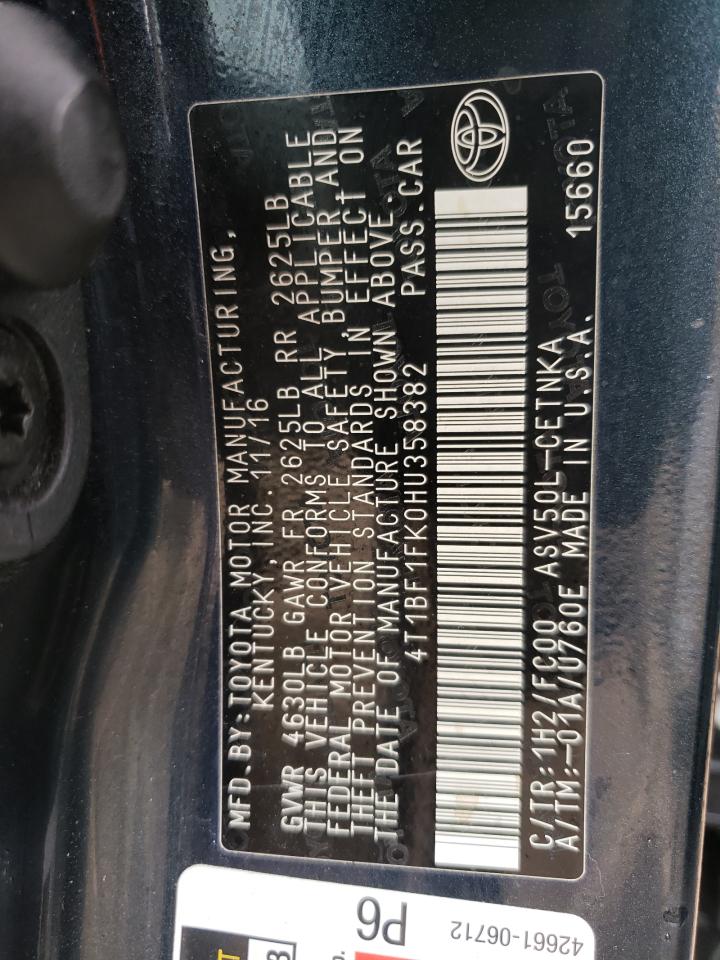 MFD. BY: TOYOTA MOTOR MANUFACTURING,
KENTUCKY, INC. 11/16
GVWR 4630LB GAWR FR 2625LB RR 2625LB
THIS VEHICLE CONFORMS TO ALL APPLICABLE
FEDERAL MOTOR VEHICLE SAFETY, BUMPER, AND
THEFT PREVENTION STANDARDS IN EFFECT ON
THE DATE OF MANUFACTURE SHOWN ABOVE.
4T1BF1FK0HU358382 PASS.CAR
C/TR: 1H2/FC00 ASV50L-CETNKA 15660
A/TM:-01A/U760E MADE IN U.S.A.
P6
42661-06712